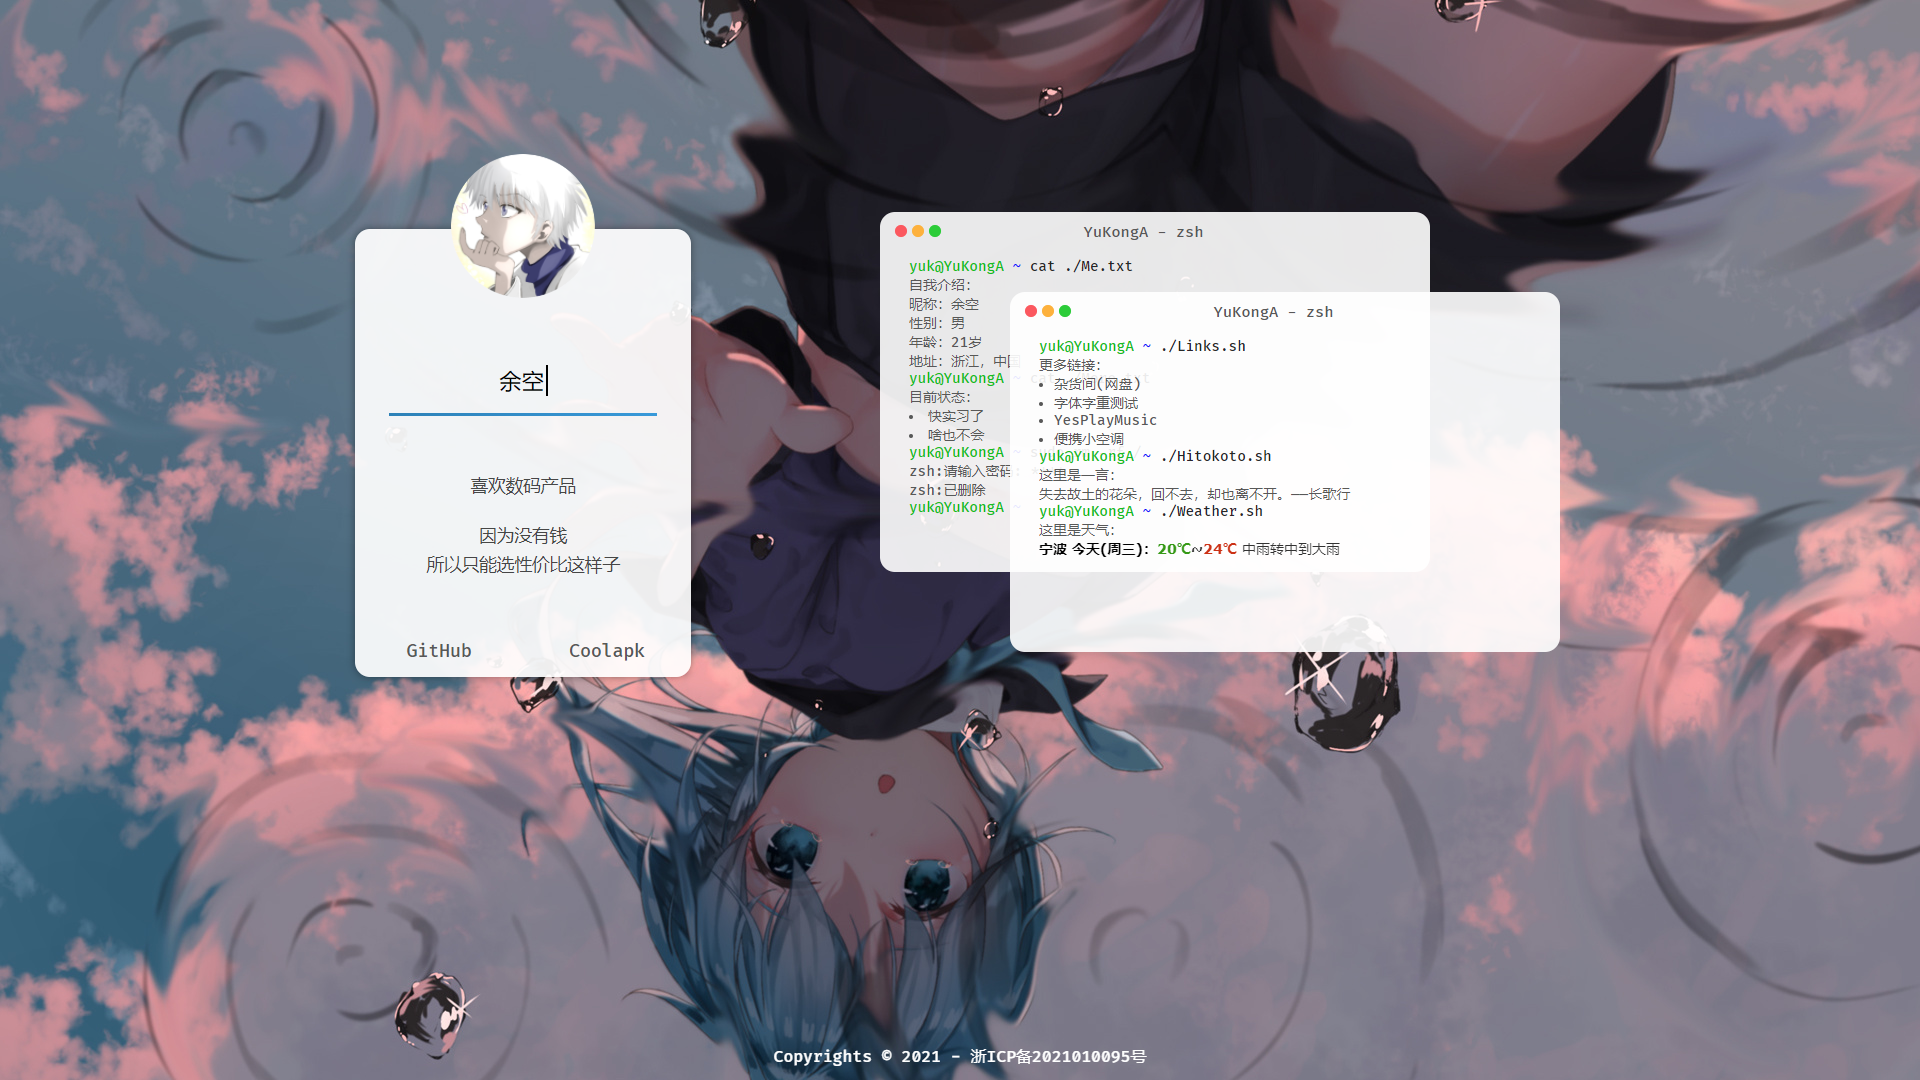 余空
喜欢数码产品
因为没有钱
所以只能选性价比这样子
GitHub
Coolapk
YuKongA - zsh
yuk@YuKongA ~ cat ./Me.txt
自我介绍：
昵称：余空
性别：男
年龄：21岁
地址：浙江，中国
yuk@YuKongA ~
目前状态：
• 快实习了
• 啥也不会
yuk@YuKongA ~
zsh:请输入密码：
zsh:已删除
yuk@YuKongA ~
YuKongA - zsh
yuk@YuKongA ~ ./Links.sh
更多链接：
• 杂货间(网盘)
• 字体字重测试
• YesPlayMusic
• 便携小空调
yuk@YuKongA ~ ./Hitokoto.sh
这里是一言：
失去故土的花朵，回不去，却也离不开。——长歌行
yuk@YuKongA ~ ./Weather.sh
这里是天气：
宁波 今天(周三)：20℃~24℃ 中雨转中到大雨
Copyrights © 2021 - 浙ICP备2021010095号